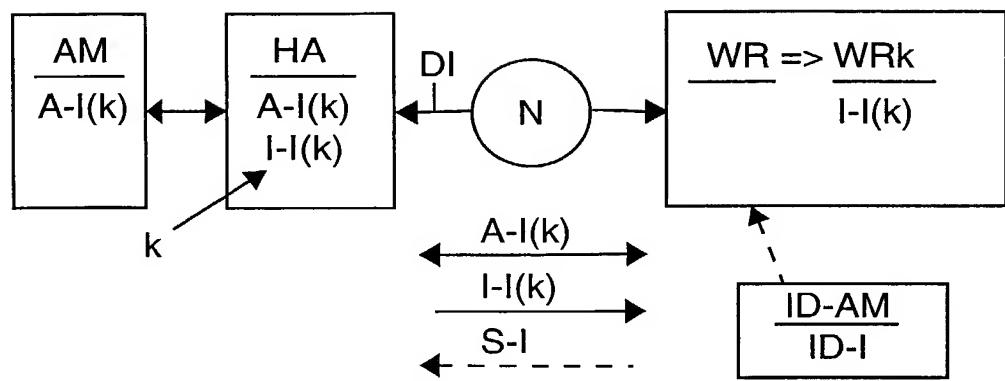 AM
A-I(k)
HA
A-I(k)
I-I(k)
k
DI
N
WR => WRk
I-I(k)
A-I(k)
I-I(k)
S-I
ID-AM
ID-I